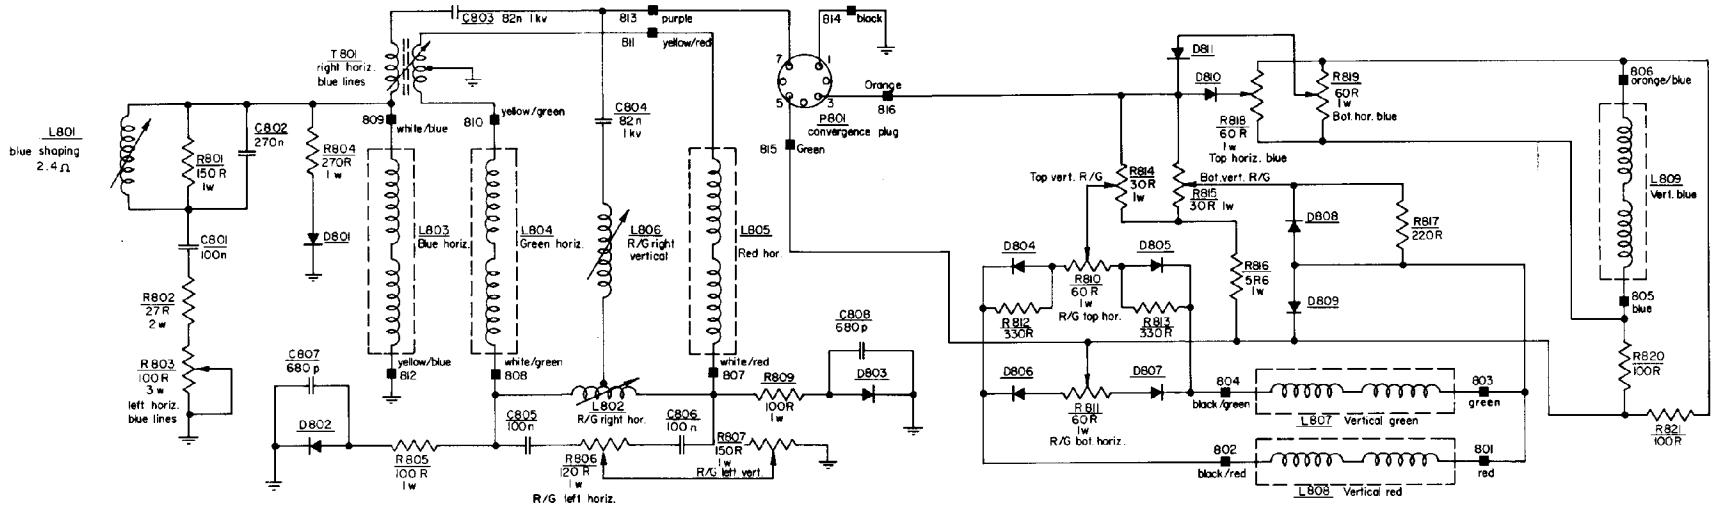 C803 82n 1kv
813 purple
811 yellow/red
814 black
T801
right horiz.
blue lines
L801
blue shaping
2.4Ω
R801
150R
1w
C802
270n
R804
270R
1w
D801
C801
100n
R802
27R
2w
R803
100R
3w
left horiz.
blue lines
809 white/blue
810 yellow/green
L803
Blue horiz.
L804
Green horiz.
C804
82n
1kv
L806
R/G right
vertical
L805
Red hor.
yellow/blue
812
white/green
808
white/red
807
C807
680p
D802
R805
100R
1w
C805
100n
L802
R/G right hor.
C806
100n
R806
120R
1w
R/G left horiz.
R807
150R
1w
R/G left vert.
R809
100R
1w
C808
680p
D803
7
1
5
3
P801
convergence plug
815
Green
Orange
816
D811
D810
R818
60R
1w
Top horiz. blue
R819
60R
1w
Bot.hor. blue
806
orange/blue
L809
Vert. blue
805
blue
R820
100R
R821
100R
Top vert. R/G
R814
30R
1w
Bot.vert. R/G
R815
30R 1w
D808
R817
220R
D809
R816
5R6
1w
D804
D805
R810
60R
1w
R/G top hor.
R812
330R
R813
330R
D806
D807
R811
60R
1w
R/G bot. horiz.
804
black/green
L807 Vertical green
803
green
802
black/red
L808 Vertical red
801
red